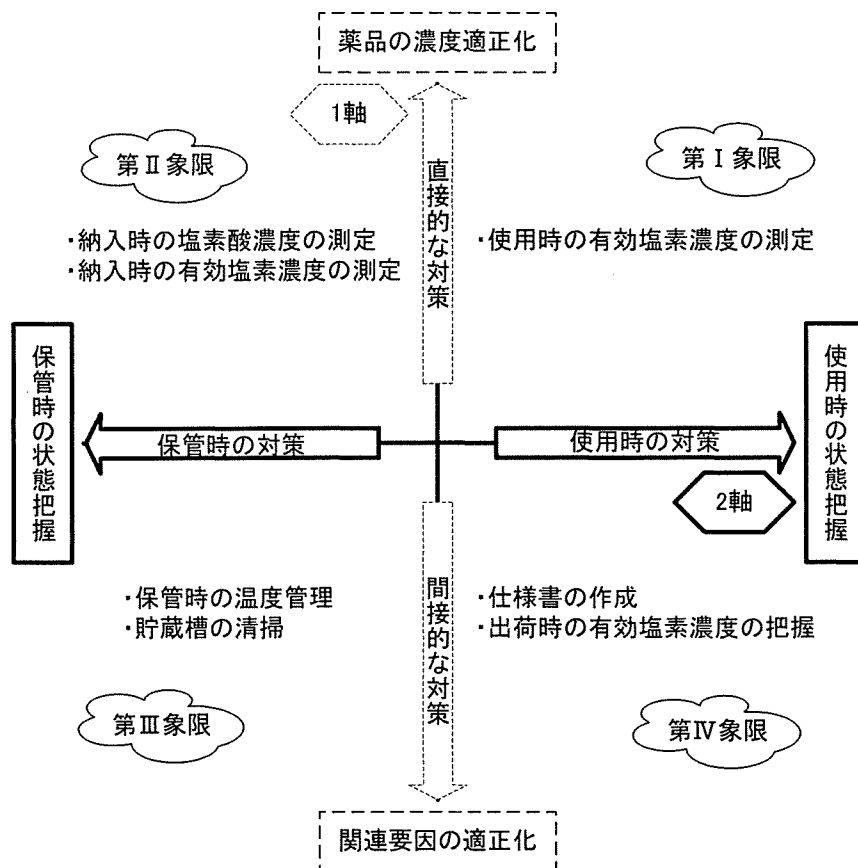 薬品の濃度適正化
1軸
第Ⅱ象限
第Ⅰ象限
直接的な対策
・納入時の塩素酸濃度の測定
・納入時の有効塩素濃度の測定
・使用時の有効塩素濃度の測定
保管時の状態把握
保管時の対策
使用時の対策
使用時の状態把握
2軸
間接的な対策
・保管時の温度管理
・貯蔵槽の清掃
・仕様書の作成
・出荷時の有効塩素濃度の把握
第Ⅲ象限
第Ⅳ象限
関連要因の適正化